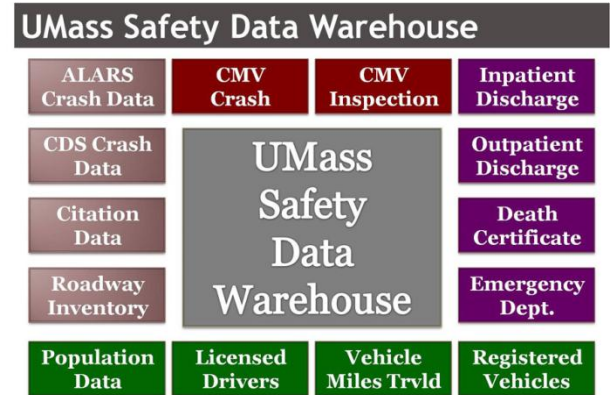 UMass Safety Data Warehouse
ALARS
Crash Data
CMV
Crash
CMV
Inspection
Inpatient
Discharge
CDS Crash
Data
Outpatient
Discharge
Citation
Data
Death
Certificate
Roadway
Inventory
Emergency
Dept.
UMass
Safety
Data
Warehouse
Population
Data
Licensed
Drivers
Vehicle
Miles Trvld
Registered
Vehicles